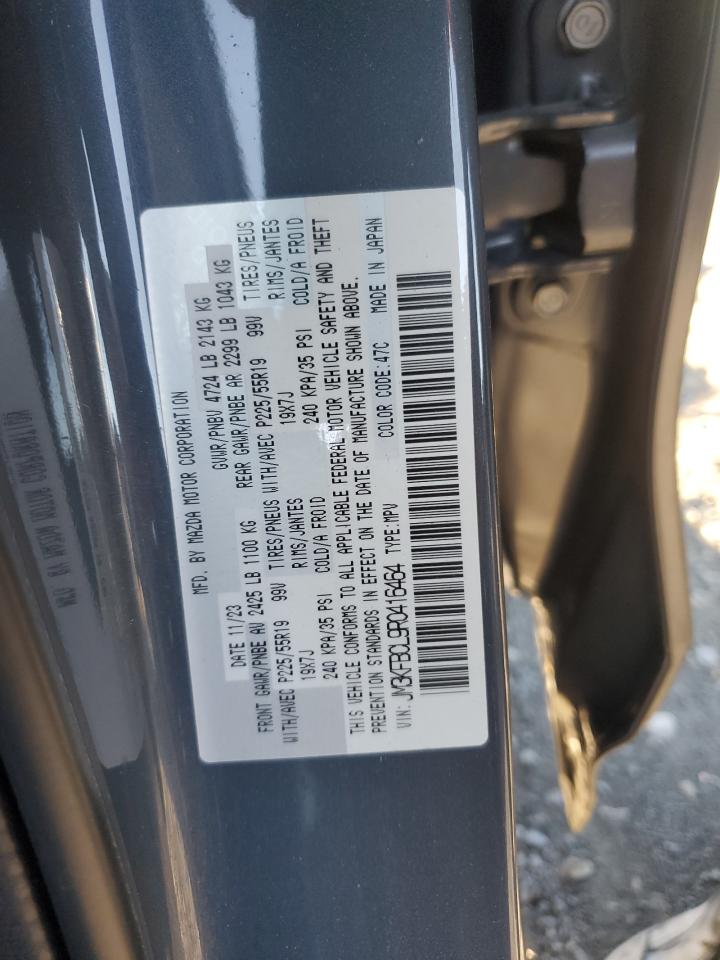 MFD. BY MAZDA MOTOR CORPORATION
DATE 11/23 GVWR/PNBV 4724 LB 2143 KG
FRONT GAWR/PNBE AV 2425 LB 1100 KG REAR GAWR/PNBE AR 2299 LB 1043 KG
WITH/AVEC P225/55R19 99V TIRES/PNEUS WITH/AVEC P225/55R19 99V TIRES/PNEUS
19X7J RIMS/JANTES 19X7J RIMS/JANTES
240 KPA/35 PSI COLD/A FROID 240 KPA/35 PSI COLD/A FROID
THIS VEHICLE CONFORMS TO ALL APPLICABLE FEDERAL MOTOR VEHICLE SAFETY AND THEFT
PREVENTION STANDARDS IN EFFECT ON THE DATE OF MANUFACTURE SHOWN ABOVE.
VIN: JM3KFBCL9R0416464 TYPE:MPV COLOR CODE:47C MADE IN JAPAN